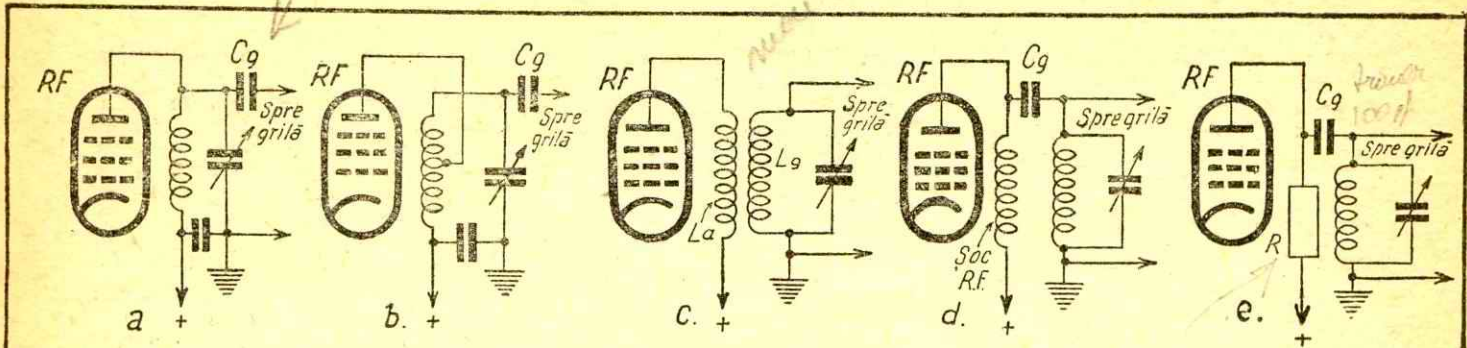 RF
Cg
Spre
grilă
a
+
RF
Cg
Spre
grilă
b.
+
RF
La
Lg
Spre
grilă
c.
+
RF
Cg
Spre grilă
Șoc
R.F.
d.
+
RF
Cg
Spre grilă
R
e.
+